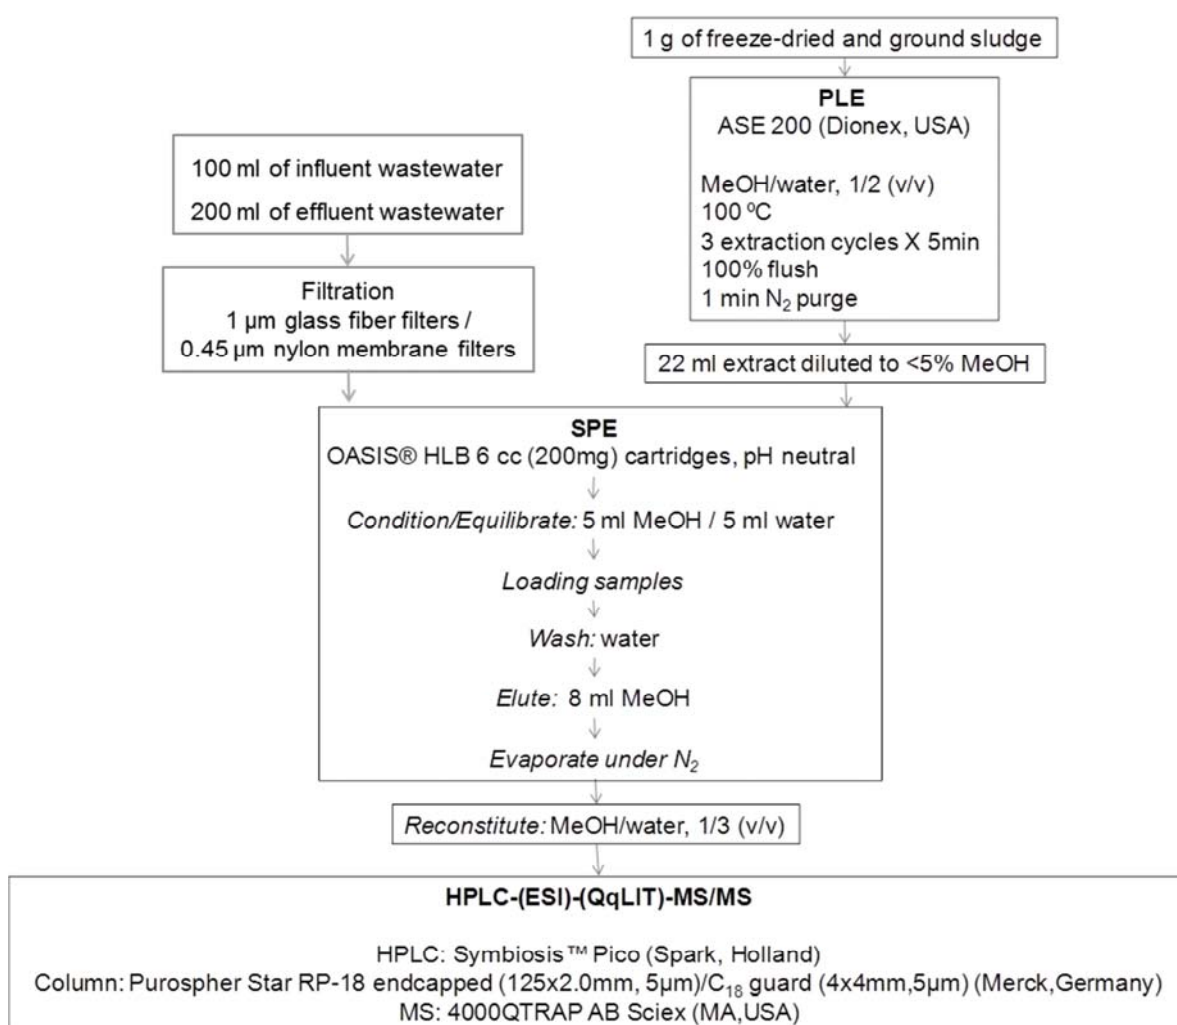 1 g of freeze-dried and ground sludge
PLE
ASE 200 (Dionex, USA)
MeOH/water, 1/2 (v/v)
100 ºC
3 extraction cycles X 5min
100% flush
1 min N₂ purge
22 ml extract diluted to <5% MeOH
100 ml of influent wastewater
200 ml of effluent wastewater
Filtration
1 µm glass fiber filters /
0.45 µm nylon membrane filters
SPE
OASIS® HLB 6 cc (200mg) cartridges, pH neutral
Condition/Equilibrate: 5 ml MeOH / 5 ml water
Loading samples
Wash: water
Elute: 8 ml MeOH
Evaporate under N₂
Reconstitute: MeOH/water, 1/3 (v/v)
HPLC-(ESI)-(QqLIT)-MS/MS
HPLC: Symbiosis™ Pico (Spark, Holland)
Column: Purospher Star RP-18 endcapped (125x2.0mm, 5µm)/C₁₈ guard (4x4mm,5µm) (Merck,Germany)
MS: 4000QTRAP AB Sciex (MA,USA)